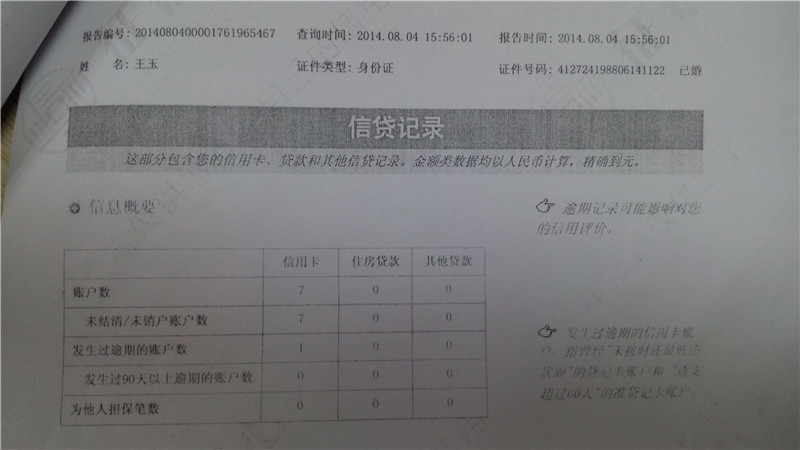 报告编号: 2014080400001761965467 查询时间: 2014.08.04 15:56:01 报告时间: 2014.08.04 15:56:01
姓 名: 王玉 证件类型: 身份证 证件号码: 412724198806141122 已婚
信贷记录
这部分包含您的信用卡、贷款和其他信贷记录。金额类数据均以人民币计算，精确到元。
信息概要
逾期记录可能影响对您
的信用评价。
信用卡 住房贷款 其他贷款
账户数 7 0 0
未结清/未销户账户数 7 0 0
发生过逾期的账户数 1 0 0
发生过90天以上逾期的账户数 0 0 0
为他人担保笔数 0 0 0
发生过逾期的信用卡账
户，指曾经“未按时还最低还
款额”的贷记卡账户和“透支
超过60天”的准贷记卡账户